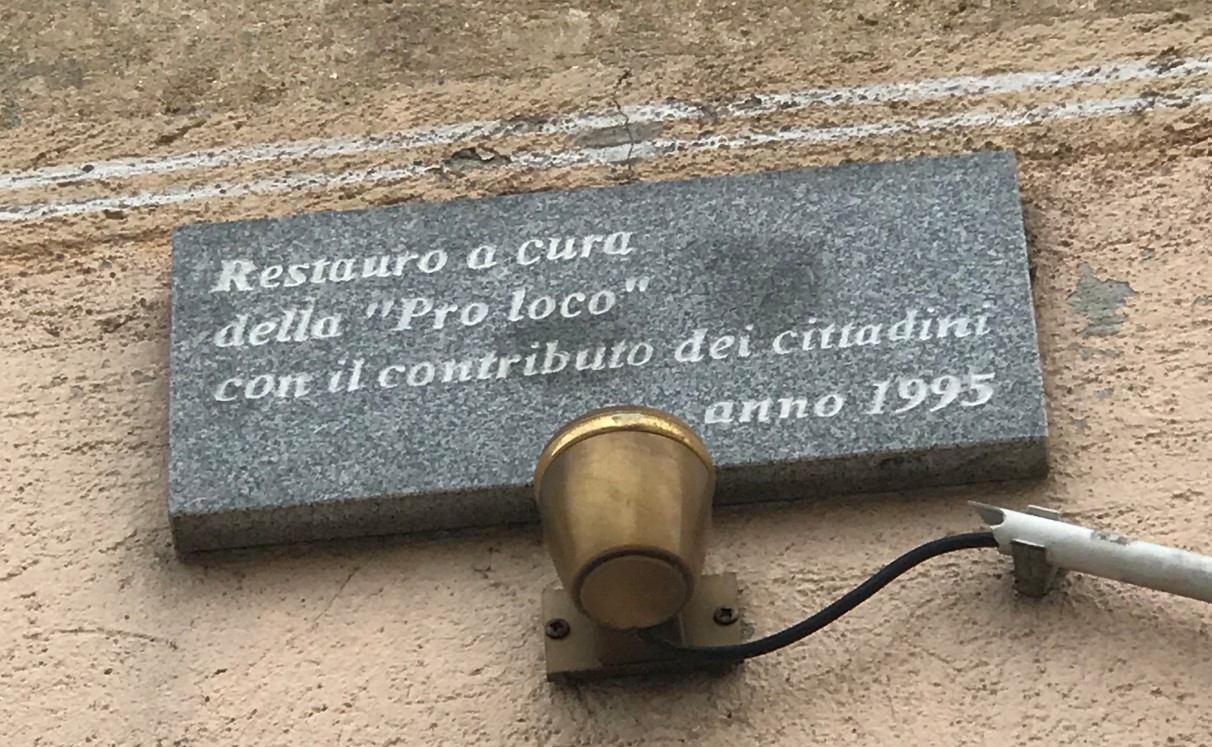 Restauro a cura
della "Pro loco"
con il contributo dei cittadini
anno 1995